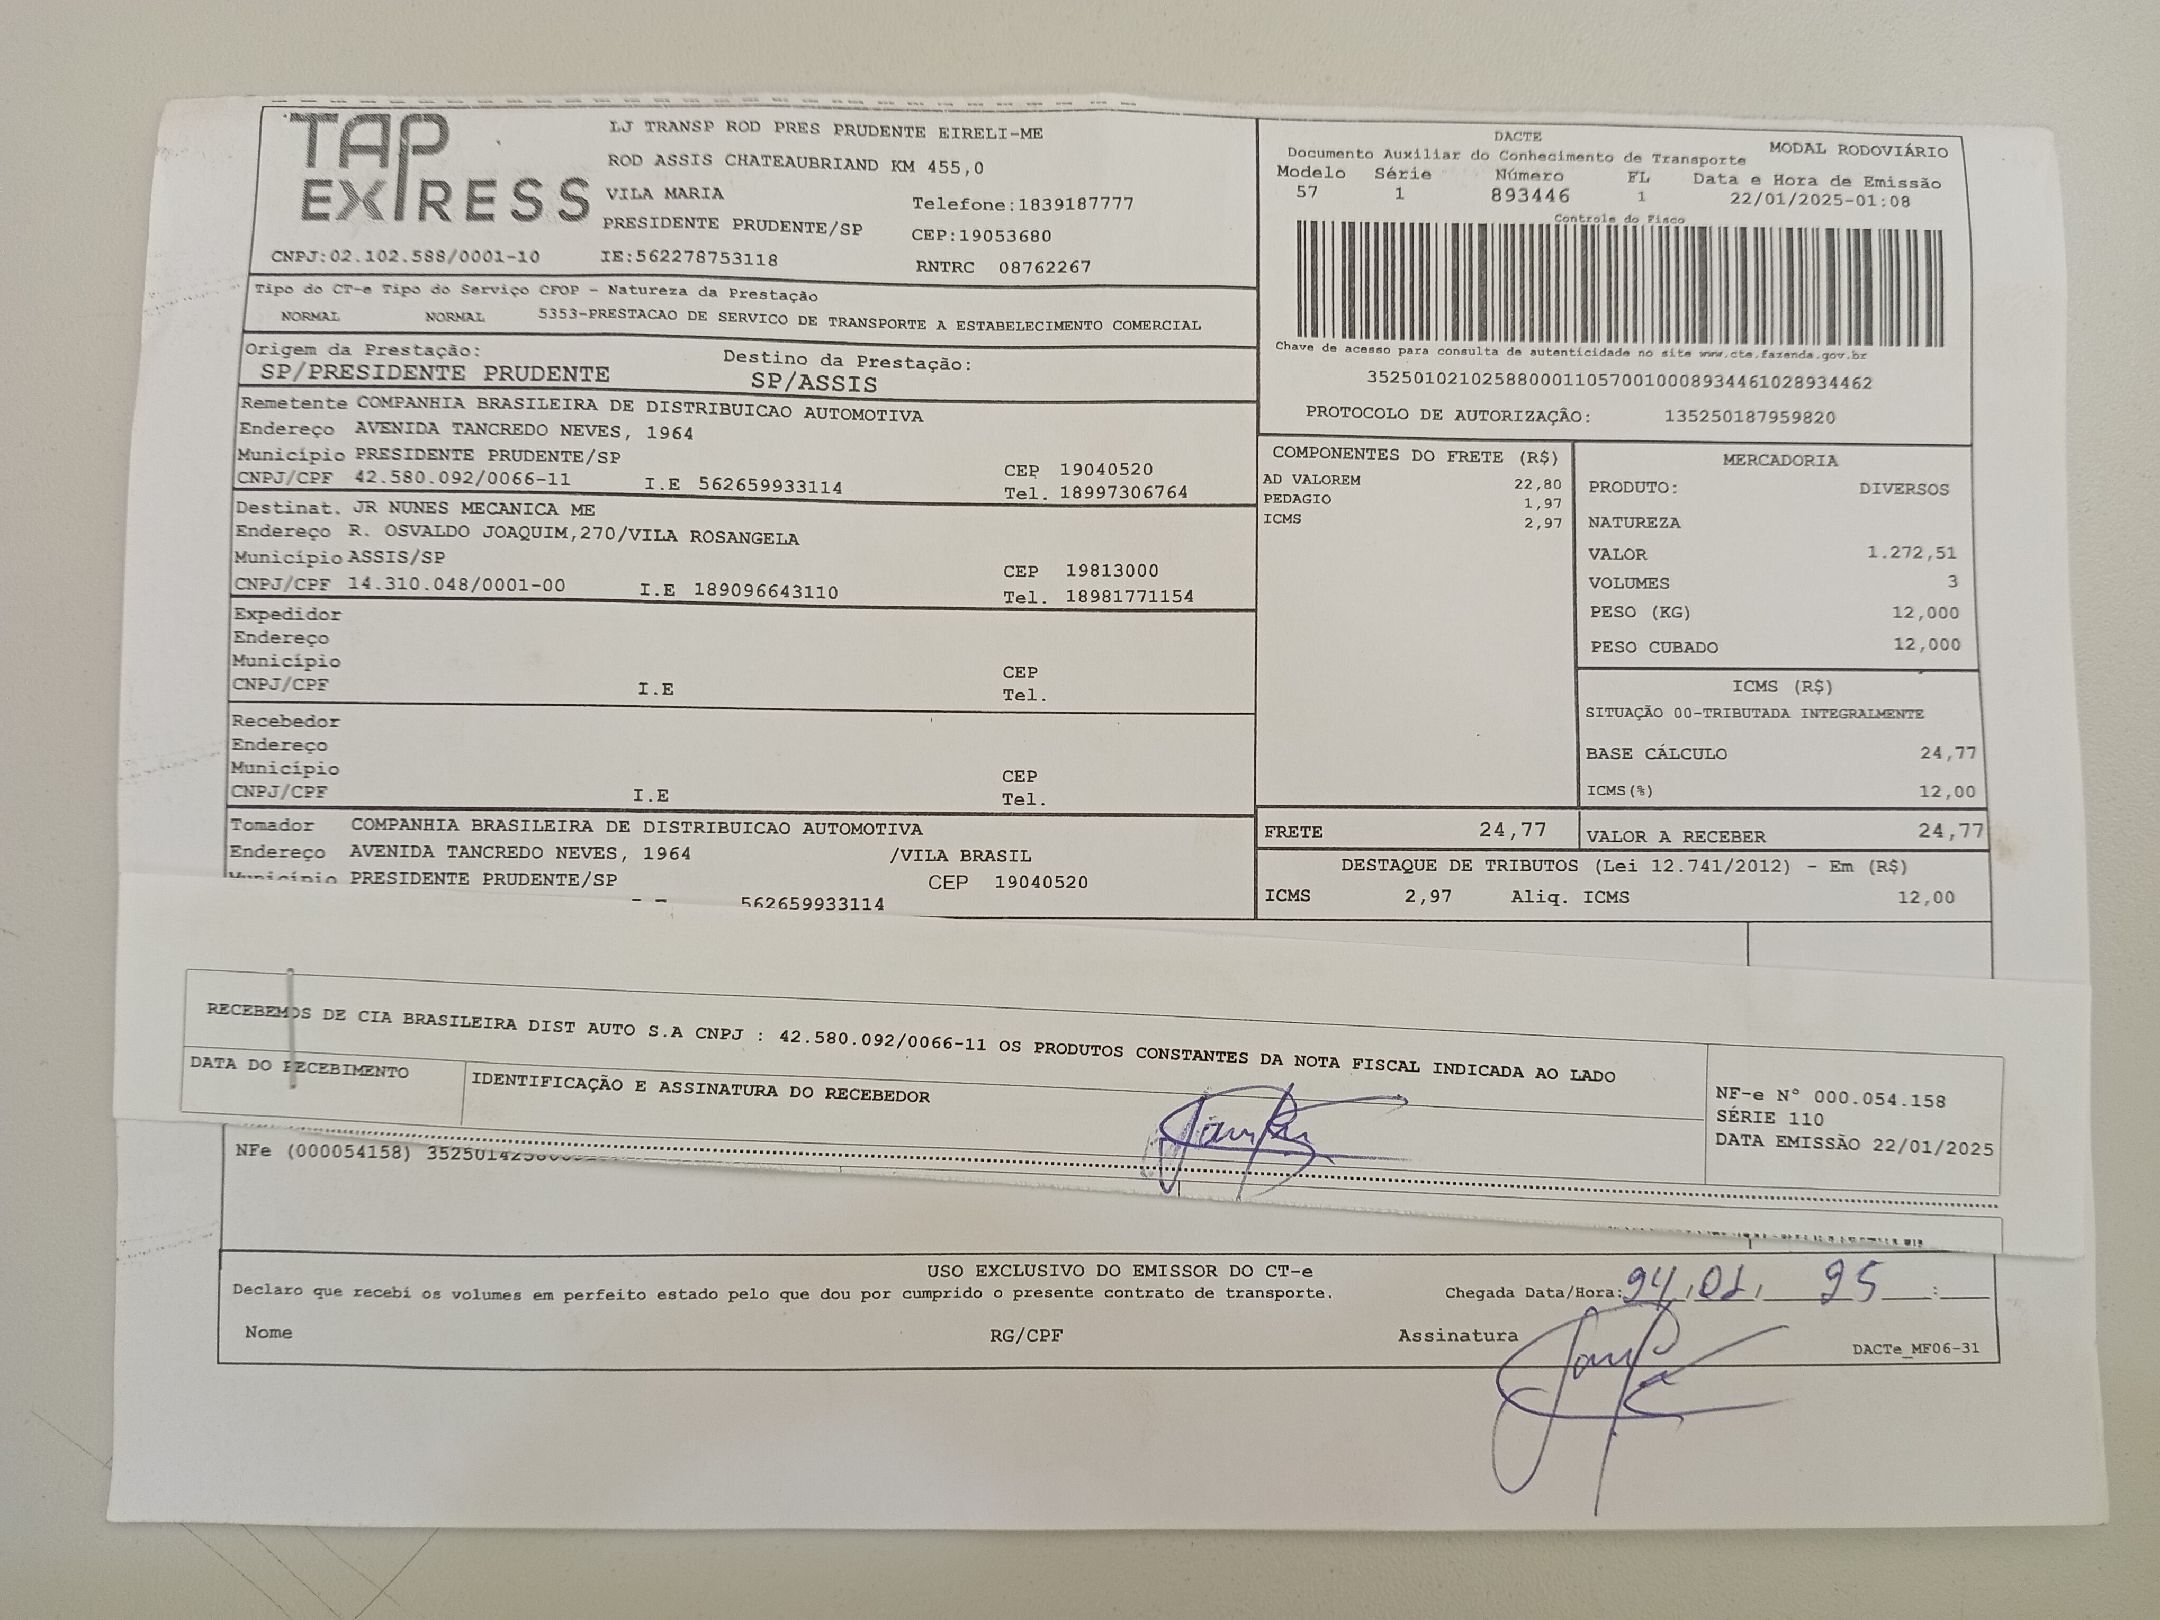 TAP
EXPRESS
LJ TRANSP ROD PRES PRUDENTE EIRELI-ME
ROD ASSIS CHATEAUBRIAND KM 455,0
VILA MARIA Telefone:1839187777
PRESIDENTE PRUDENTE/SP CEP:19053680
CNPJ:02.102.588/0001-10 IE:562278753118 RNTRC 08762267
DACTE
Documento Auxiliar do Conhecimento de Transporte MODAL RODOVIÁRIO
Modelo Série Número FL Data e Hora de Emissão
57 1 893446 1 22/01/2025-01:08
Controle do Fisco
Chave de acesso para consulta de autenticidade no site www.cte.fazenda.gov.br
35250102102588000110570010008934461028934462
PROTOCOLO DE AUTORIZAÇÃO: 135250187959820
Tipo do CT-e Tipo do Serviço CFOP - Natureza da Prestação
NORMAL NORMAL 5353-PRESTACAO DE SERVICO DE TRANSPORTE A ESTABELECIMENTO COMERCIAL
Origem da Prestação: Destino da Prestação:
SP/PRESIDENTE PRUDENTE SP/ASSIS
Remetente COMPANHIA BRASILEIRA DE DISTRIBUICAO AUTOMOTIVA
Endereço AVENIDA TANCREDO NEVES, 1964
Município PRESIDENTE PRUDENTE/SP CEP 19040520
CNPJ/CPF 42.580.092/0066-11 I.E 562659933114 Tel. 18997306764
Destinat. JR NUNES MECANICA ME
Endereço R. OSVALDO JOAQUIM,270/VILA ROSANGELA
Município ASSIS/SP CEP 19813000
CNPJ/CPF 14.310.048/0001-00 I.E 189096643110 Tel. 18981771154
Expedidor
Endereço
Município CEP
CNPJ/CPF I.E Tel.
Recebedor
Endereço
Município CEP
CNPJ/CPF I.E Tel.
Tomador COMPANHIA BRASILEIRA DE DISTRIBUICAO AUTOMOTIVA
Endereço AVENIDA TANCREDO NEVES, 1964 /VILA BRASIL
Município PRESIDENTE PRUDENTE/SP CEP 19040520
562659933114
COMPONENTES DO FRETE (R$)
AD VALOREM 22,80
PEDAGIO 1,97
ICMS 2,97
MERCADORIA
PRODUTO: DIVERSOS
NATUREZA
VALOR 1.272,51
VOLUMES 3
PESO (KG) 12,000
PESO CUBADO 12,000
ICMS (R$)
SITUAÇÃO 00-TRIBUTADA INTEGRALMENTE
BASE CÁLCULO 24,77
ICMS(%) 12,00
FRETE 24,77 VALOR A RECEBER 24,77
DESTAQUE DE TRIBUTOS (Lei 12.741/2012) - Em (R$)
ICMS 2,97 Aliq. ICMS 12,00
RECEBEMOS DE CIA BRASILEIRA DIST AUTO S.A CNPJ : 42.580.092/0066-11 OS PRODUTOS CONSTANTES DA NOTA FISCAL INDICADA AO LADO
DATA DO RECEBIMENTO IDENTIFICAÇÃO E ASSINATURA DO RECEBEDOR
NF-e N° 000.054.158
SÉRIE 110
DATA EMISSÃO 22/01/2025
NFe (000054158)
USO EXCLUSIVO DO EMISSOR DO CT-e
Declaro que recebi os volumes em perfeito estado pelo que dou por cumprido o presente contrato de transporte. Chegada Data/Hora: 24/01/ 25 :
Nome RG/CPF Assinatura
DACTe_MF06-31